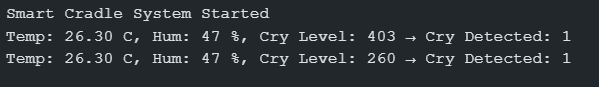 Smart Cradle System Started
Temp: 26.30 C, Hum: 47 %, Cry Level: 403 → Cry Detected: 1
Temp: 26.30 C, Hum: 47 %, Cry Level: 260 → Cry Detected: 1